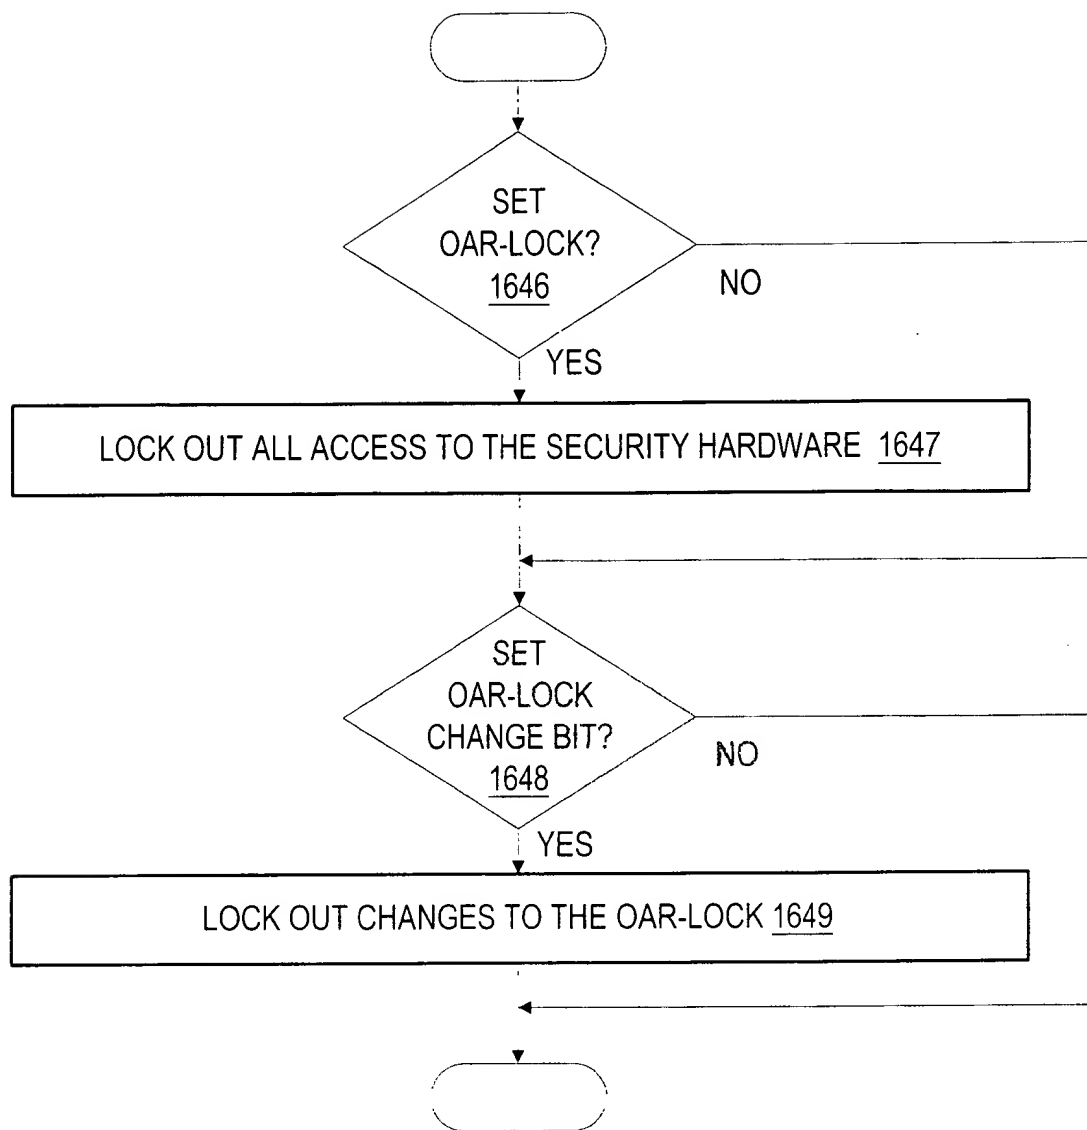 SET
OAR-LOCK?
1646
NO
YES
LOCK OUT ALL ACCESS TO THE SECURITY HARDWARE 1647
SET
OAR-LOCK
CHANGE BIT?
1648
NO
YES
LOCK OUT CHANGES TO THE OAR-LOCK 1649